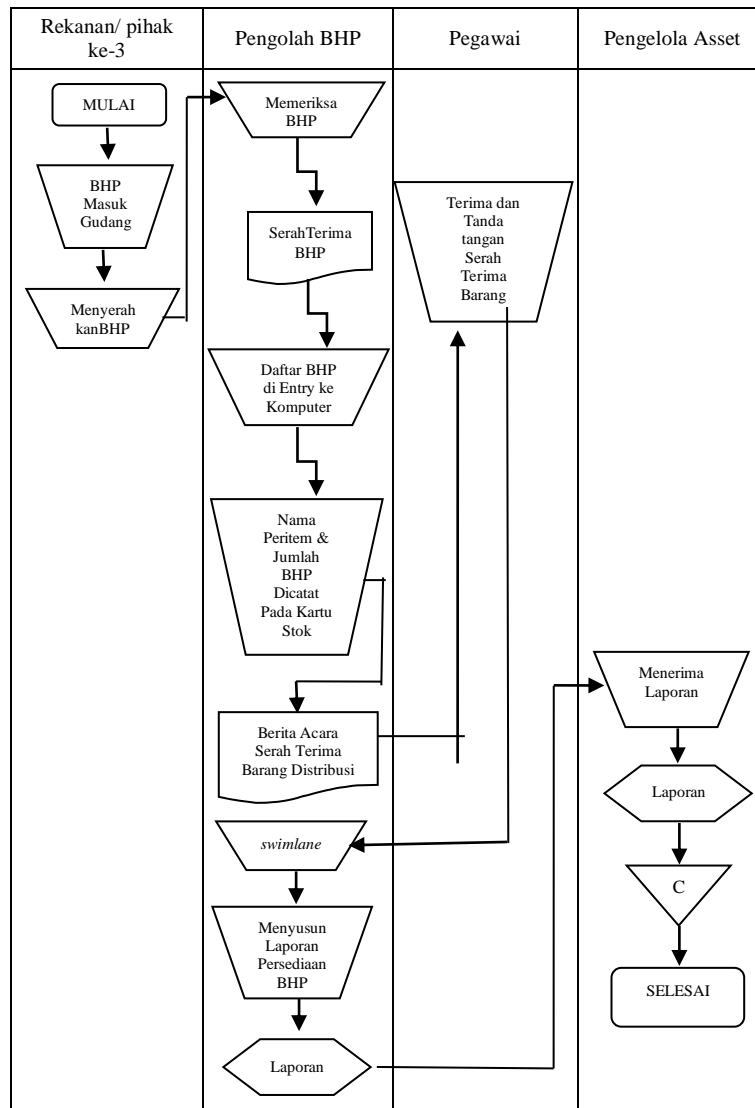 Rekanan/ pihak
ke-3
Pengolah BHP
Pegawai
Pengelola Asset
MULAI
BHP
Masuk
Gudang
Menyerah
kanBHP
Memeriksa
BHP
SerahTerima
BHP
Daftar BHP
di Entry ke
Komputer
Nama
Peritem &
Jumlah
BHP
Dicatat
Pada Kartu
Stok
Berita Acara
Serah Terima
Barang Distribusi
Terima dan
Tanda
tangan
Serah
Terima
Barang
swimlane
Menyusun
Laporan
Persediaan
BHP
Laporan
Menerima
Laporan
Laporan
C
SELESAI